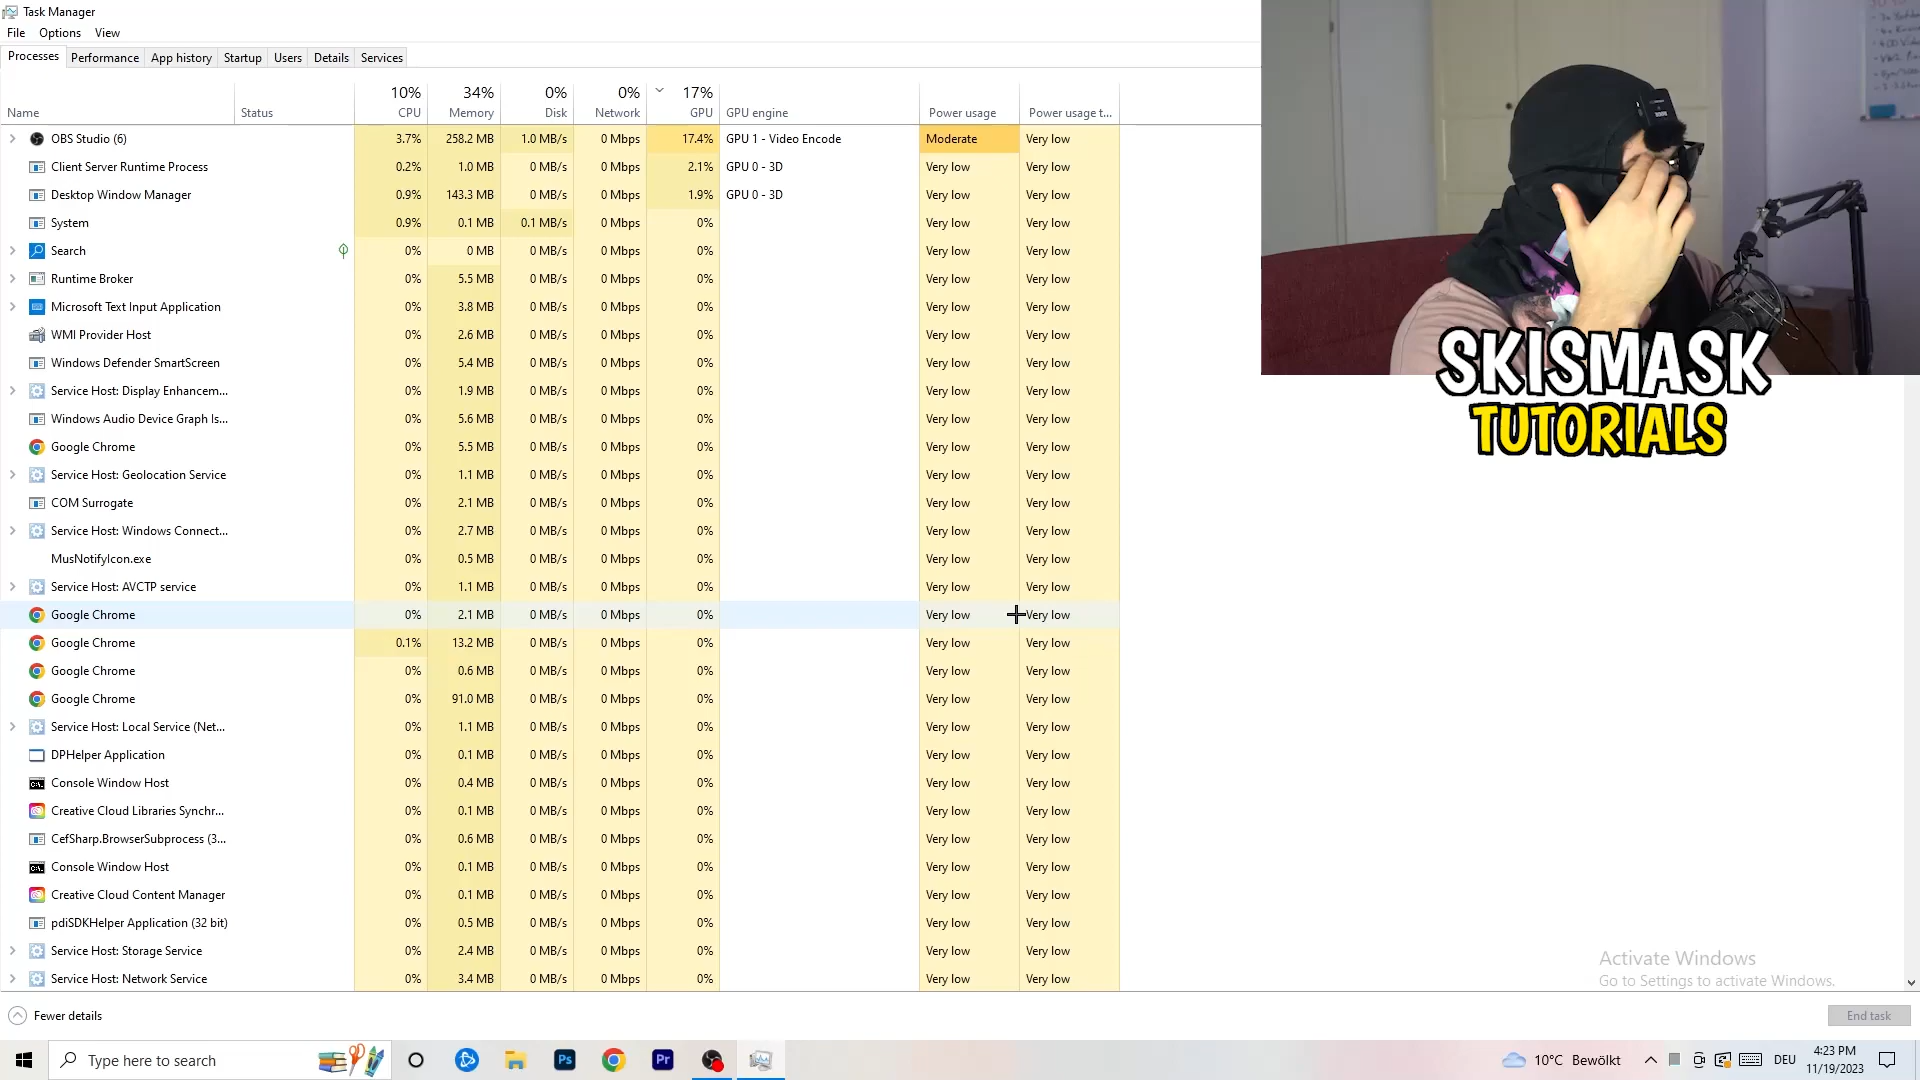 Task Manager
File Options View
Processes Performance App history Startup Users Details Services
10% 34% 0% 0% 17%
Name Status CPU Memory Disk Network GPU GPU engine Power usage Power usage t...
OBS Studio (6) 3.7% 258.2 MB 1.0 MB/s 0 Mbps 17.4% GPU 1 - Video Encode Moderate Very low
Client Server Runtime Process 0.2% 1.0 MB 0 MB/s 0 Mbps 2.1% GPU 0 - 3D Very low Very low
Desktop Window Manager 0.9% 143.3 MB 0 MB/s 0 Mbps 1.9% GPU 0 - 3D Very low Very low
System 0.9% 0.1 MB 0.1 MB/s 0 Mbps 0% Very low Very low
Search 0% 0 MB 0 MB/s 0 Mbps 0% Very low Very low
Runtime Broker 0% 5.5 MB 0 MB/s 0 Mbps 0% Very low Very low
Microsoft Text Input Application 0% 3.8 MB 0 MB/s 0 Mbps 0% Very low Very low
WMI Provider Host 0% 2.6 MB 0 MB/s 0 Mbps 0% Very low Very low
Windows Defender SmartScreen 0% 5.4 MB 0 MB/s 0 Mbps 0% Very low Very low
Service Host: Display Enhancem... 0% 1.9 MB 0 MB/s 0 Mbps 0% Very low Very low
Windows Audio Device Graph Is... 0% 5.6 MB 0 MB/s 0 Mbps 0% Very low Very low
Google Chrome 0% 5.5 MB 0 MB/s 0 Mbps 0% Very low Very low
Service Host: Geolocation Service 0% 1.1 MB 0 MB/s 0 Mbps 0% Very low Very low
COM Surrogate 0% 2.1 MB 0 MB/s 0 Mbps 0% Very low Very low
Service Host: Windows Connect... 0% 2.7 MB 0 MB/s 0 Mbps 0% Very low Very low
MusNotifyIcon.exe 0% 0.5 MB 0 MB/s 0 Mbps 0% Very low Very low
Service Host: AVCTP service 0% 1.1 MB 0 MB/s 0 Mbps 0% Very low Very low
Google Chrome 0% 2.1 MB 0 MB/s 0 Mbps 0% Very low Very low
Google Chrome 0.1% 13.2 MB 0 MB/s 0 Mbps 0% Very low Very low
Google Chrome 0% 0.6 MB 0 MB/s 0 Mbps 0% Very low Very low
Google Chrome 0% 91.0 MB 0 MB/s 0 Mbps 0% Very low Very low
Service Host: Local Service (Net... 0% 1.1 MB 0 MB/s 0 Mbps 0% Very low Very low
DPHelper Application 0% 0.1 MB 0 MB/s 0 Mbps 0% Very low Very low
Console Window Host 0% 0.4 MB 0 MB/s 0 Mbps 0% Very low Very low
Creative Cloud Libraries Synchr... 0% 0.1 MB 0 MB/s 0 Mbps 0% Very low Very low
CefSharp.BrowserSubprocess (3... 0% 0.6 MB 0 MB/s 0 Mbps 0% Very low Very low
Console Window Host 0% 0.1 MB 0 MB/s 0 Mbps 0% Very low Very low
Creative Cloud Content Manager 0% 0.1 MB 0 MB/s 0 Mbps 0% Very low Very low
pdiSDKHelper Application (32 bit) 0% 0.5 MB 0 MB/s 0 Mbps 0% Very low Very low
Service Host: Storage Service 0% 2.4 MB 0 MB/s 0 Mbps 0% Very low Very low
Service Host: Network Service 0% 3.4 MB 0 MB/s 0 Mbps 0% Very low Very low
SKISMASK
TUTORIALS
Activate Windows
Go to Settings to activate Windows.
Fewer details
End task
Type here to search
Ps
Pr
10°C Bewölkt
DEU
4:23 PM
11/19/2023